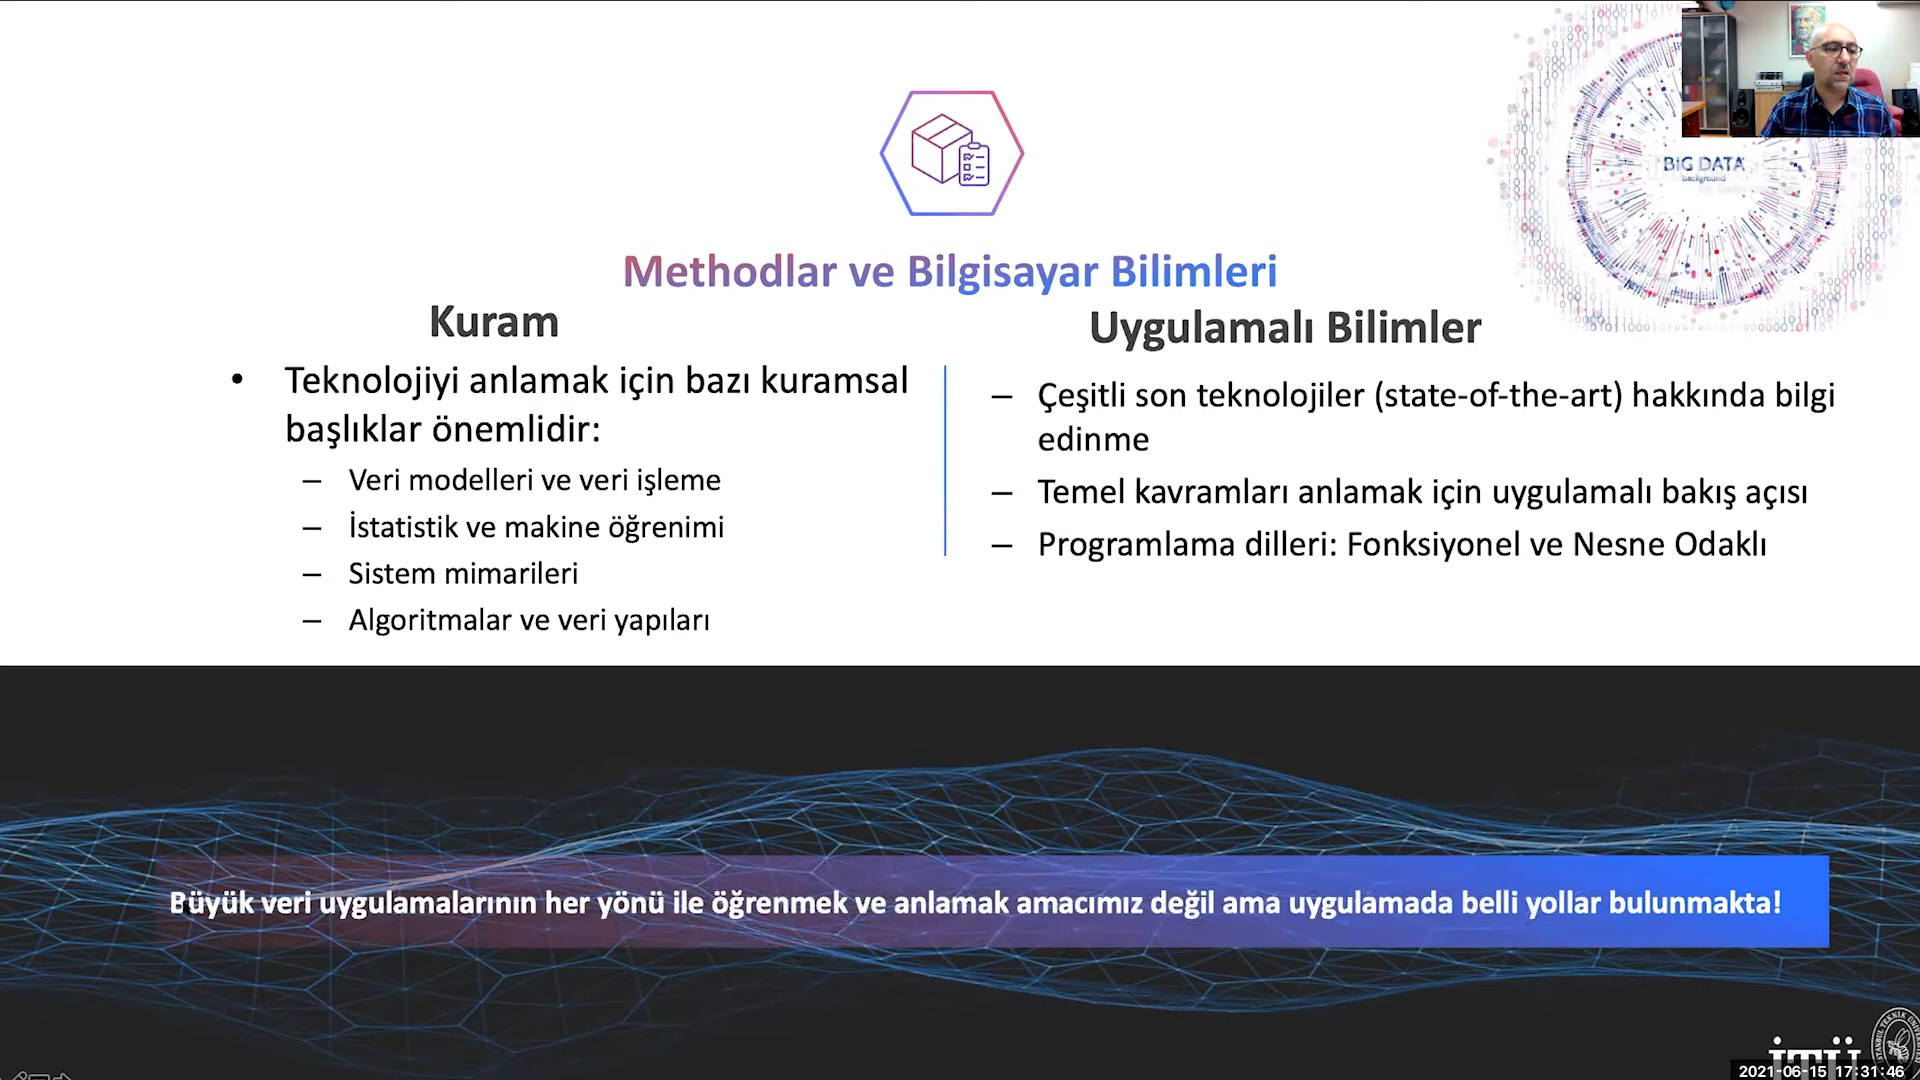 BIG DATA
background
Methodlar ve Bilgisayar Bilimleri
Kuram
• Teknolojiyi anlamak için bazı kuramsal
başlıklar önemlidir:
– Veri modelleri ve veri işleme
– İstatistik ve makine öğrenimi
– Sistem mimarileri
– Algoritmalar ve veri yapıları
Uygulamalı Bilimler
– Çeşitli son teknolojiler (state-of-the-art) hakkında bilgi
edinme
– Temel kavramları anlamak için uygulamalı bakış açısı
– Programlama dilleri: Fonksiyonel ve Nesne Odaklı
Büyük veri uygulamalarının her yönü ile öğrenmek ve anlamak amacımız değil ama uygulamada belli yollar bulunmakta!
İTÜ
2021-06-15 17:31:46